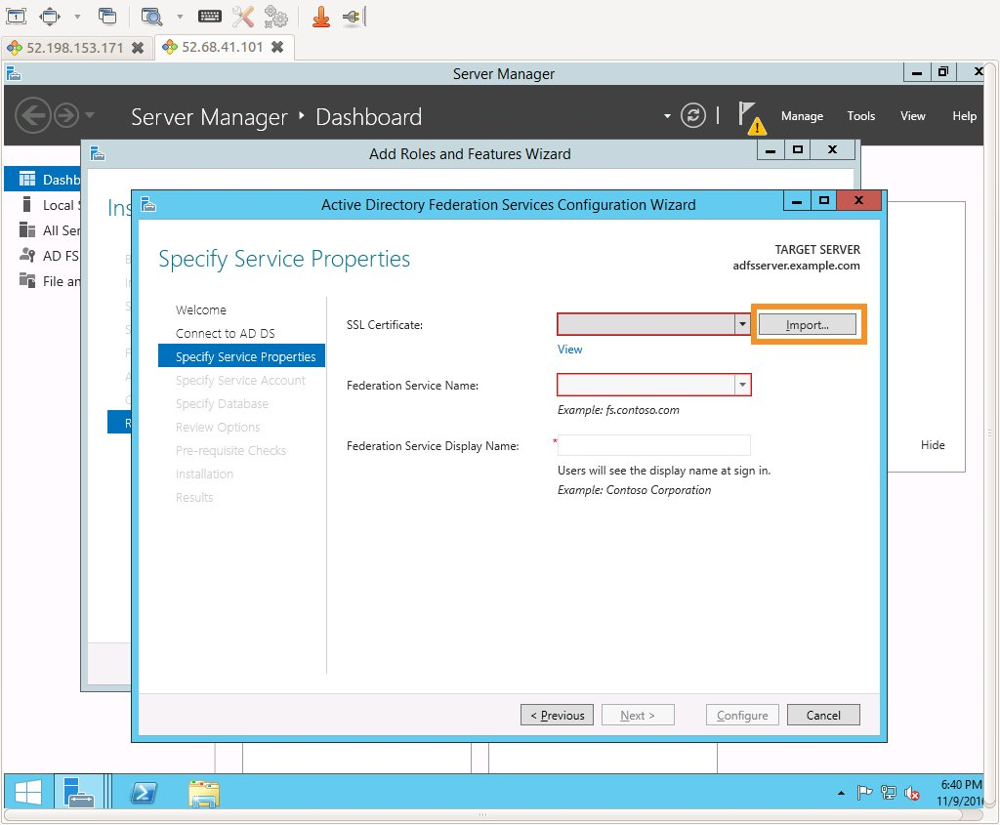 52.198.153.171
52.68.41.101
Server Manager
Server Manager
Dashboard
Manage
Tools
View
Help
Add Roles and Features Wizard
Dashb
Local
All Ser
AD FS
File an
Ins
Active Directory Federation Services Configuration Wizard
Specify Service Properties
TARGET SERVER
adfsserver.example.com
Welcome
Connect to AD DS
Specify Service Properties
Specify Service Account
Specify Database
Review Options
Pre-requisite Checks
Installation
Results
SSL Certificate:
Import...
View
Federation Service Name:
Example: fs.contoso.com
Federation Service Display Name:
*
Users will see the display name at sign in.
Example: Contoso Corporation
Hide
< Previous
Next >
Configure
Cancel
6:40 PM
11/9/201